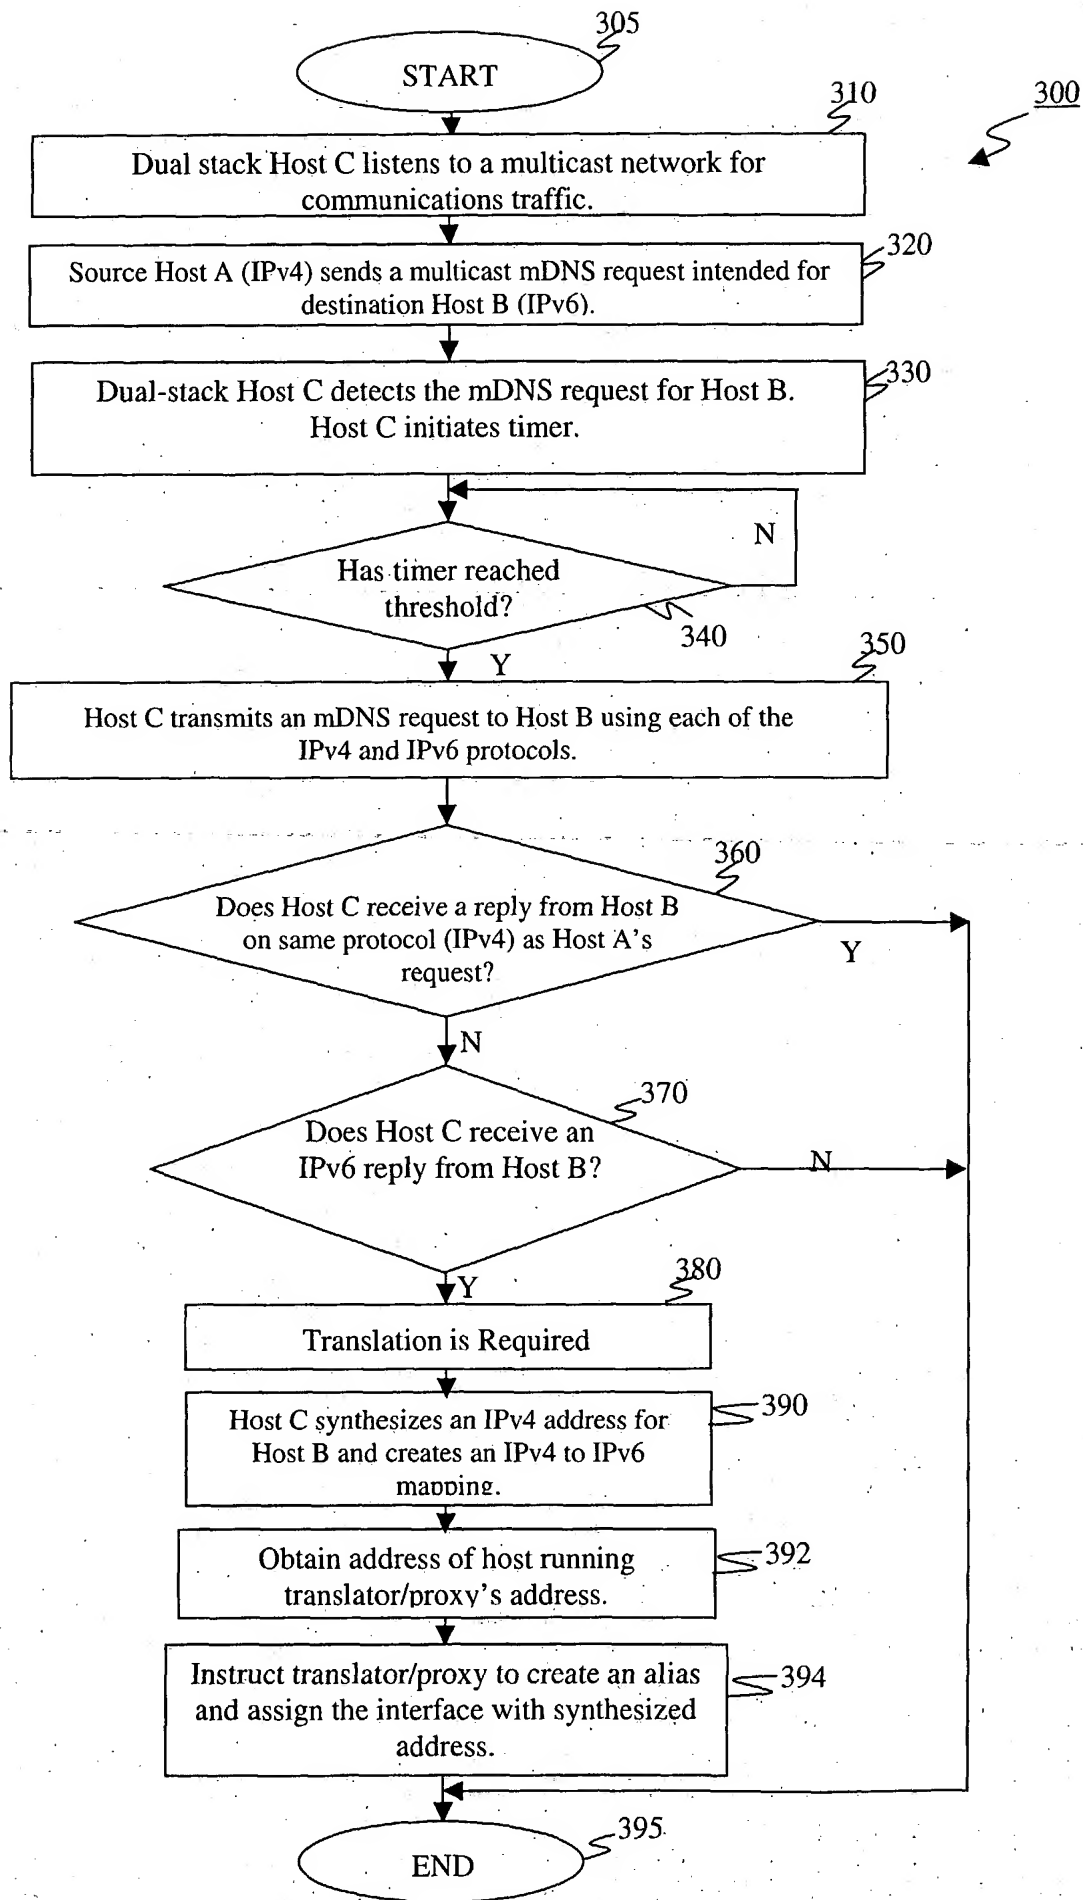 305
START
310
300
Dual stack Host C listens to a multicast network for
communications traffic.
320
Source Host A (IPv4) sends a multicast mDNS request intended for
destination Host B (IPv6).
330
Dual-stack Host C detects the mDNS request for Host B.
Host C initiates timer.
N
Has timer reached
threshold?
340
Y
350
Host C transmits an mDNS request to Host B using each of the
IPv4 and IPv6 protocols.
360
Does Host C receive a reply from Host B
on same protocol (IPv4) as Host A's
request?
Y
N
370
Does Host C receive an
IPv6 reply from Host B?
N
Y
380
Translation is Required
390
Host C synthesizes an IPv4 address for
Host B and creates an IPv4 to IPv6
mapping.
392
Obtain address of host running
translator/proxy's address.
394
Instruct translator/proxy to create an alias
and assign the interface with synthesized
address.
395
END